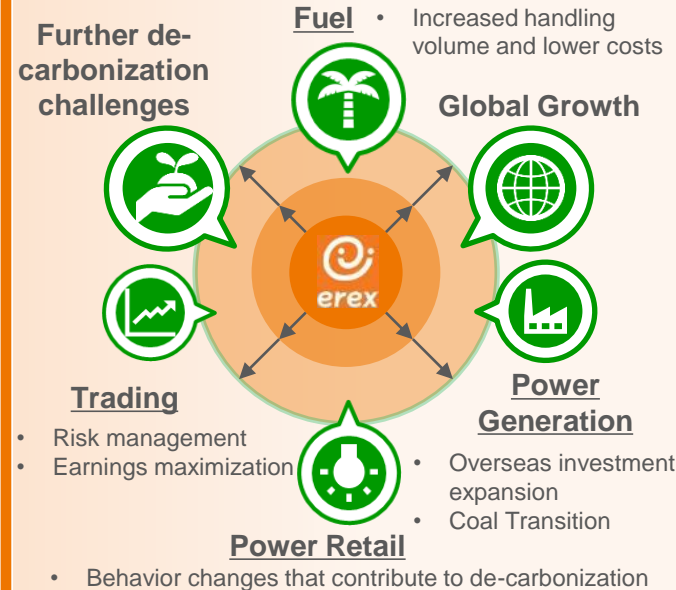 Fuel
• Increased handling
volume and lower costs
Further de-
carbonization
challenges
Global Growth
erex
Trading
• Risk management
• Earnings maximization
Power
Generation
• Overseas investment
expansion
• Coal Transition
Power Retail
• Behavior changes that contribute to de-carbonization